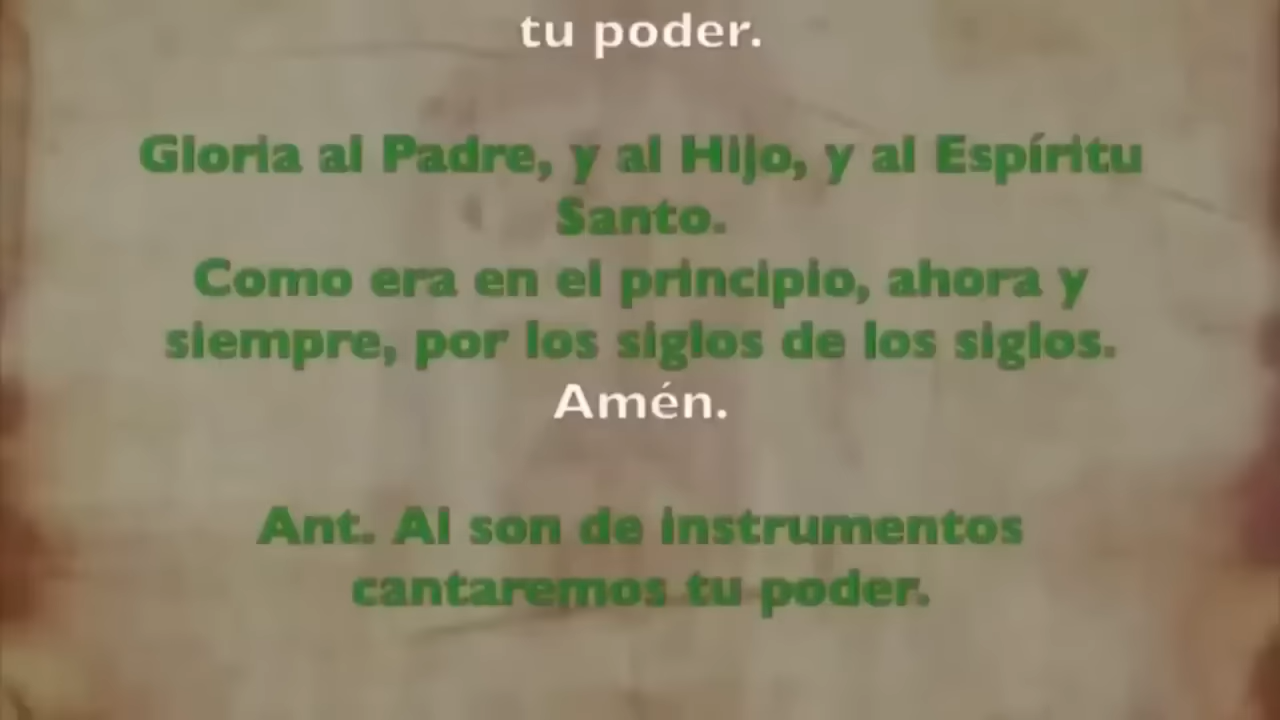 tu poder.
Gloria al Padre, y al Hijo, y al Espíritu
Santo.
Como era en el principio, ahora y
siempre, por los siglos de los siglos.
Amén.
Ant. Al son de instrumentos
cantaremos tu poder.